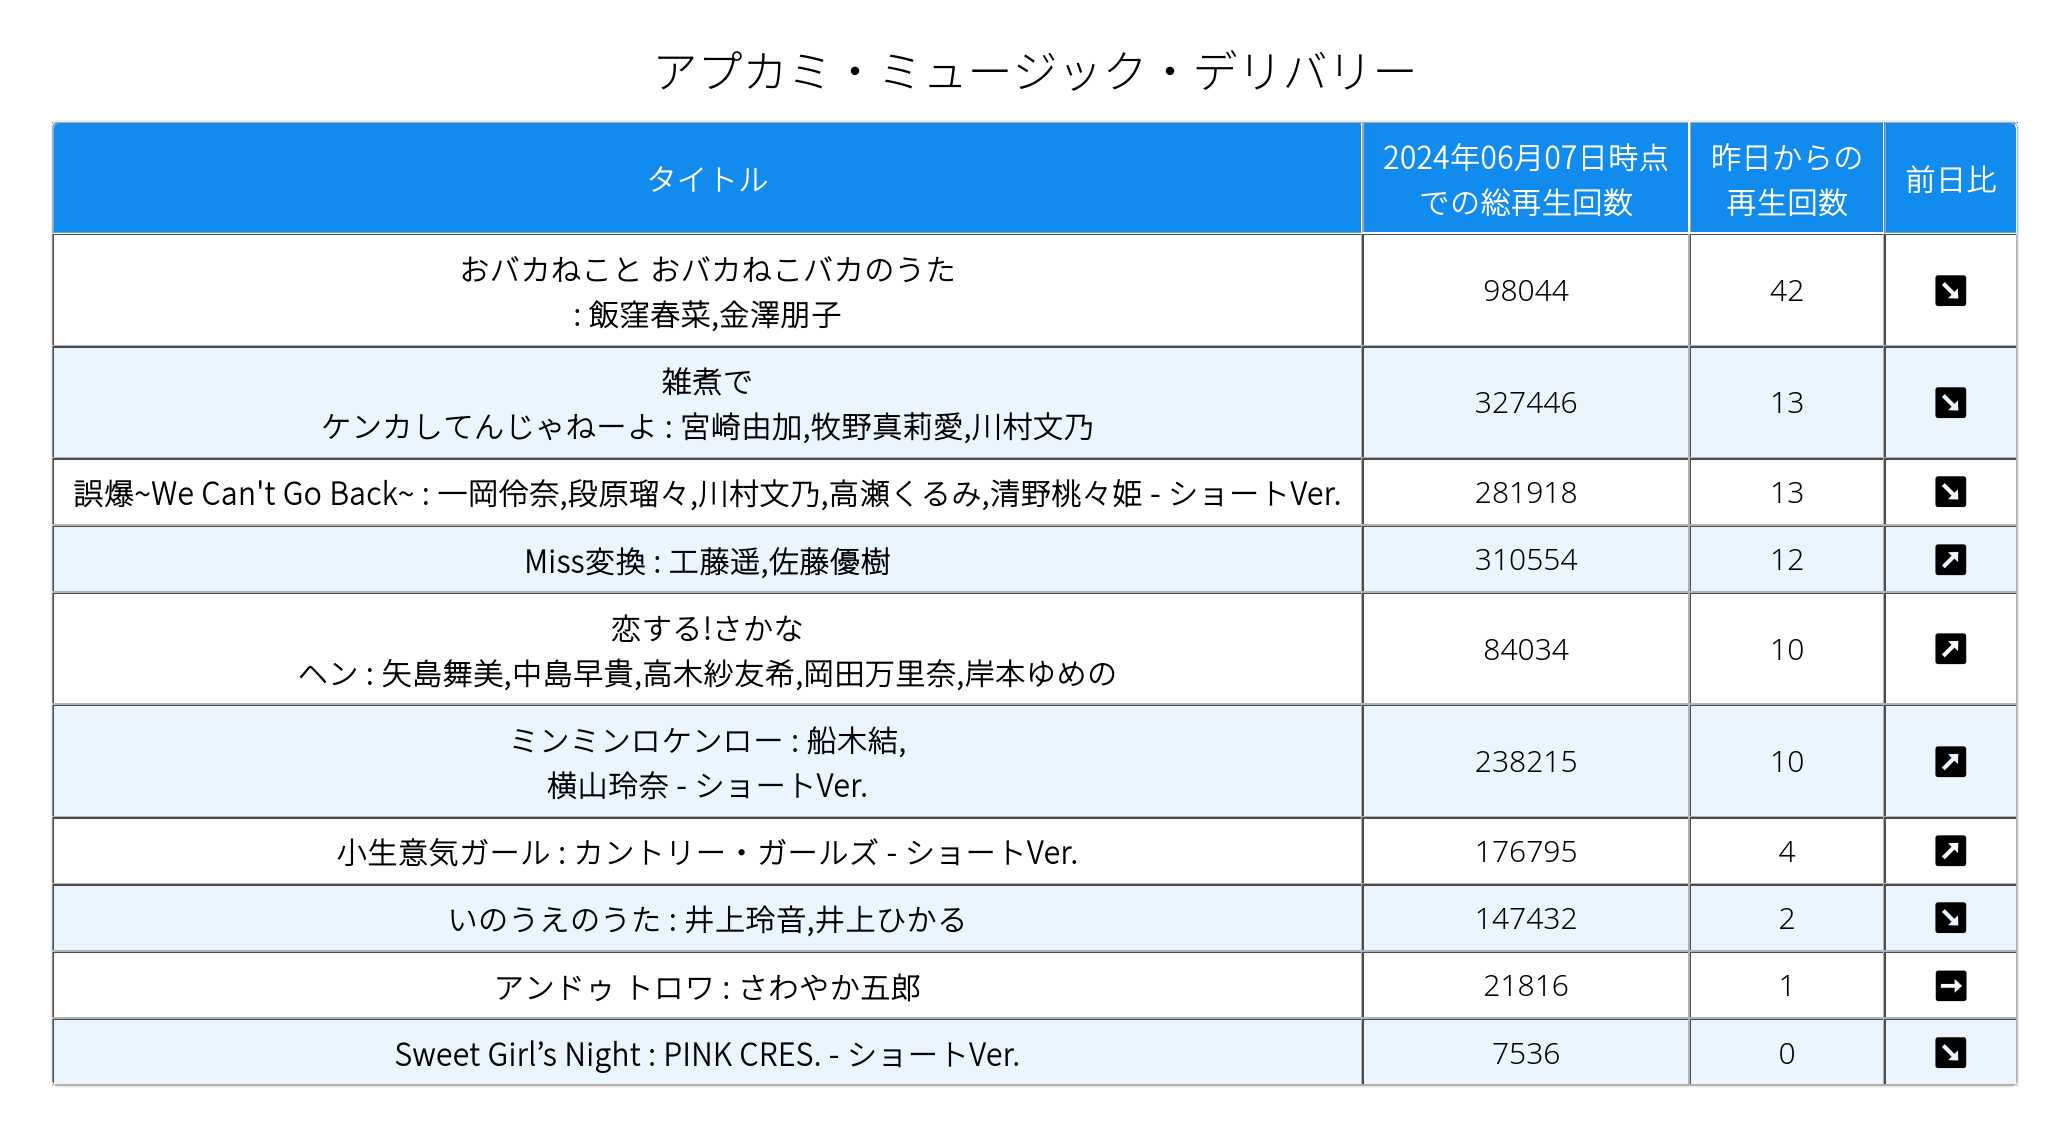 アプカミ・ミュージック・デリバリー
タイトル
2024年06月07日時点
での総再生回数
昨日からの
再生回数
前日比
おバカねこと おバカねこバカのうた
: 飯窪春菜,金澤朋子
98044
42
雑煮で
ケンカしてんじゃねーよ : 宮崎由加,牧野真莉愛,川村文乃
327446
13
誤爆~We Can't Go Back~ : 一岡伶奈,段原瑠々,川村文乃,高瀬くるみ,清野桃々姫 - ショートVer.
281918
13
Miss変換 : 工藤遥,佐藤優樹
310554
12
恋する!さかな
ヘン : 矢島舞美,中島早貴,高木紗友希,岡田万里奈,岸本ゆめの
84034
10
ミンミンロケンロー : 船木結,
横山玲奈 - ショートVer.
238215
10
小生意気ガール : カントリー・ガールズ - ショートVer.
176795
4
いのうえのうた : 井上玲音,井上ひかる
147432
2
アンドゥ トロワ : さわやか五郎
21816
1
Sweet Girl’s Night : PINK CRES. - ショートVer.
7536
0